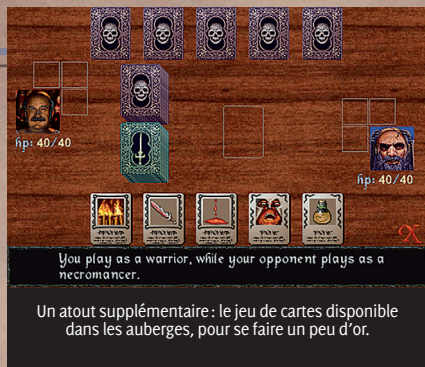 hp: 40/40
hp: 40/40
You play as a warrior, while your opponent plays as a
necromancer.
Un atout supplémentaire : le jeu de cartes disponible
dans les auberges, pour se faire un peu d’or.